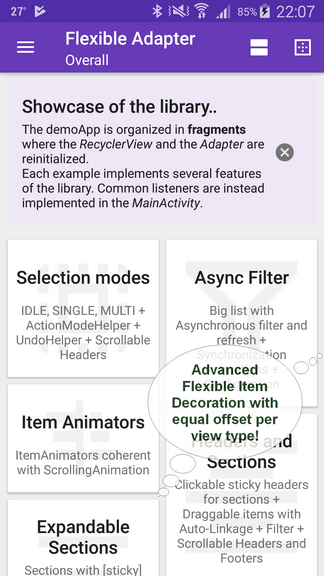 27°
85%
22:07
Flexible Adapter
Overall
Showcase of the library..
The demoApp is organized in fragments
where the RecyclerView and the Adapter are
reinitialized.
Each example implements several features
of the library. Common listeners are instead
implemented in the MainActivity.
Selection modes
IDLE, SINGLE, MULTI +
ActionModeHelper +
UndoHelper + Scrollable
Headers
Async Filter
Big list with
Asynchronous filter and
refresh +
Synchronization
Advanced
Flexible Item
Decoration with
equal offset per
view type!
Item Animators
ItemAnimators coherent
with ScrollingAnimation
Headers and
Sections
Clickable sticky headers
for sections +
Draggable items with
Auto-Linkage + Filter +
Scrollable Headers and
Footers
Expandable
Sections
Sections with [sticky]